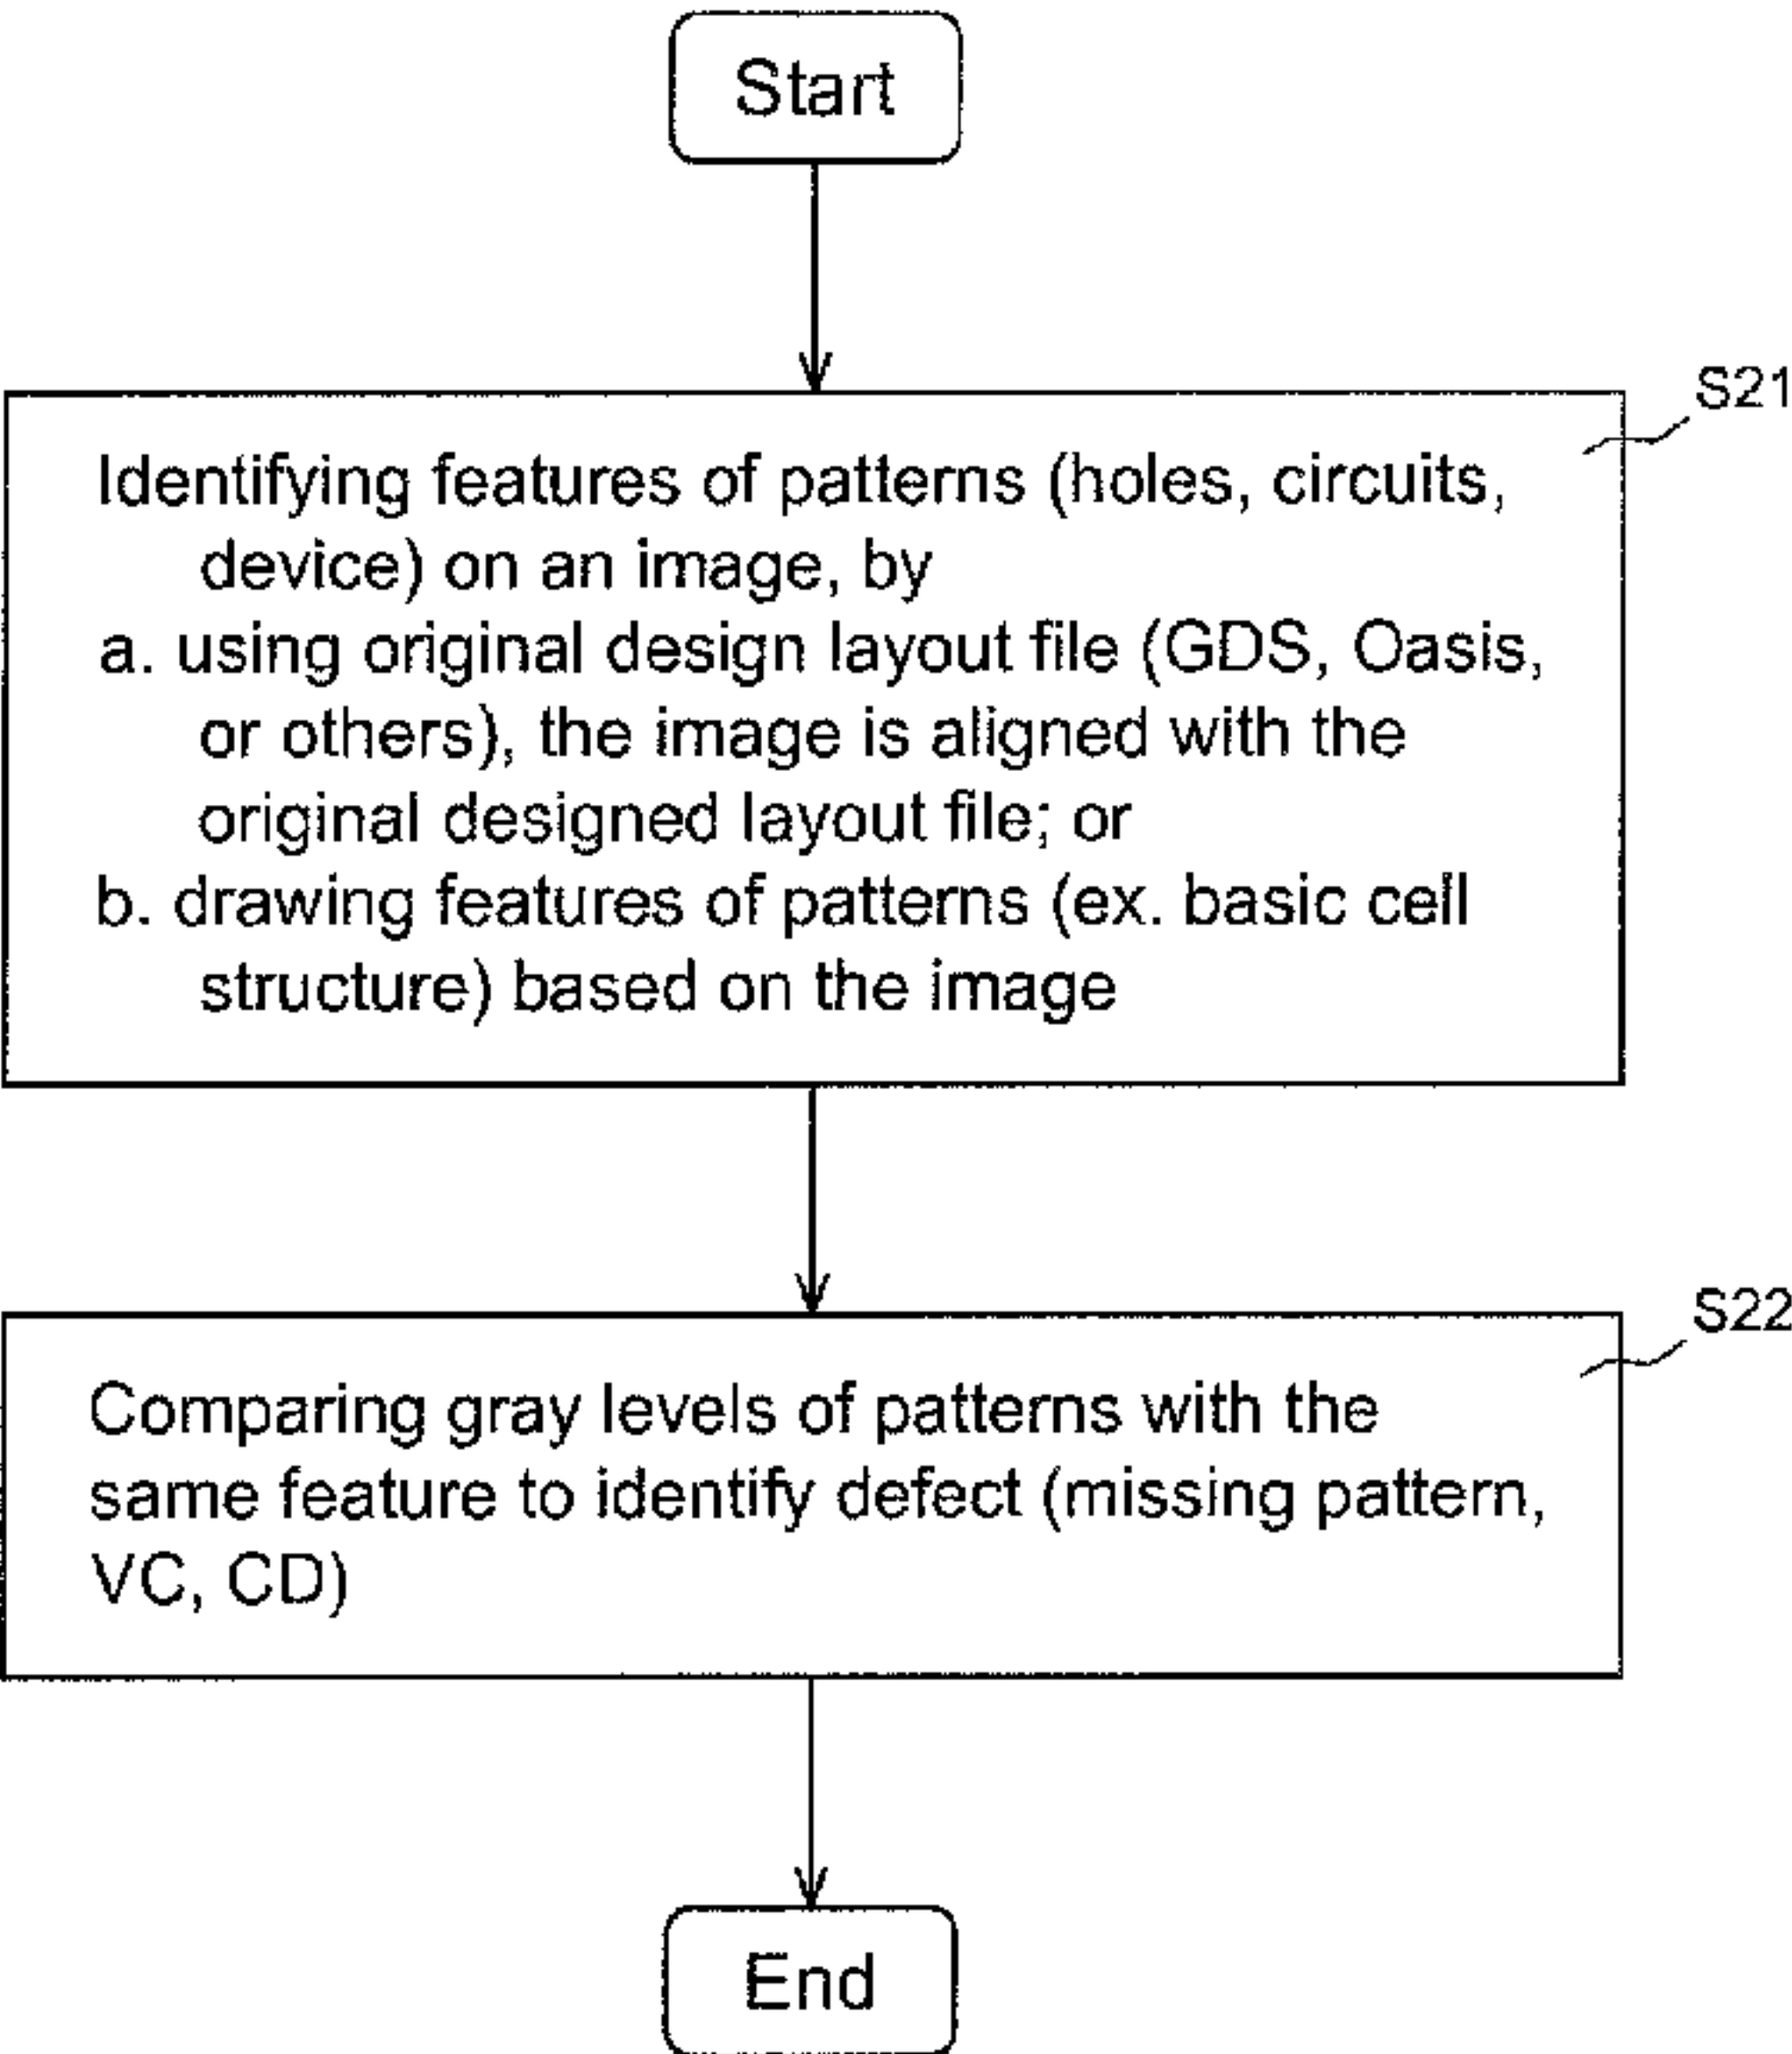 Start
S21
Identifying features of patterns (holes, circuits,
device) on an image, by
a. using original design layout file (GDS, Oasis,
or others), the image is aligned with the
original designed layout file; or
b. drawing features of patterns (ex. basic cell
structure) based on the image
S22
Comparing gray levels of patterns with the
same feature to identify defect (missing pattern,
VC, CD)
End